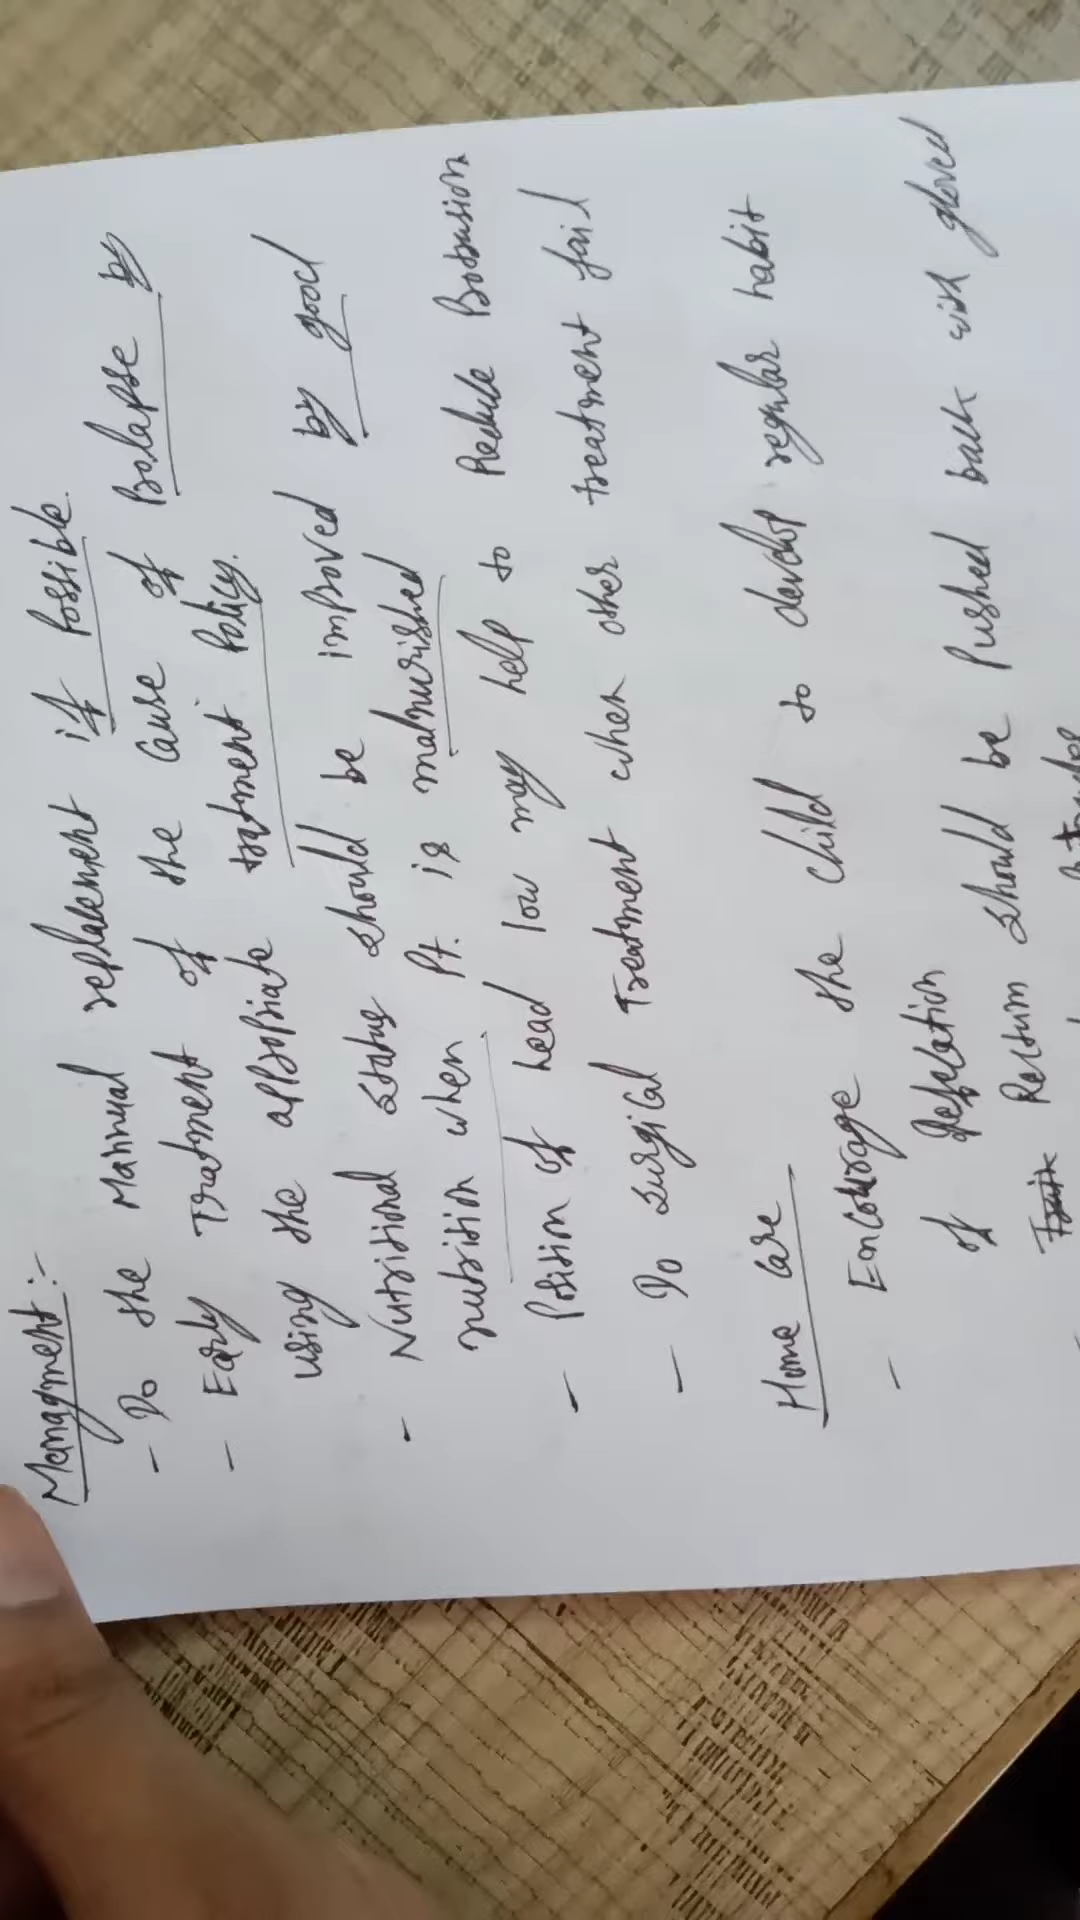 Managment :-
- Do the Mannual replacement if Possible.
- Early Treatment of the cause of Prolapse by
using the appropriate tratment Policy.
- Nutritional status should be improved by good
nutrition when Pt. is malnurished
- Position of head low may help to Reduce Protrusion
- Do surgical Treatment when other treatment fail
Home Care
- Encourage the child to develop regular habit
of defecation
Rectum should be Pushed back with gloved